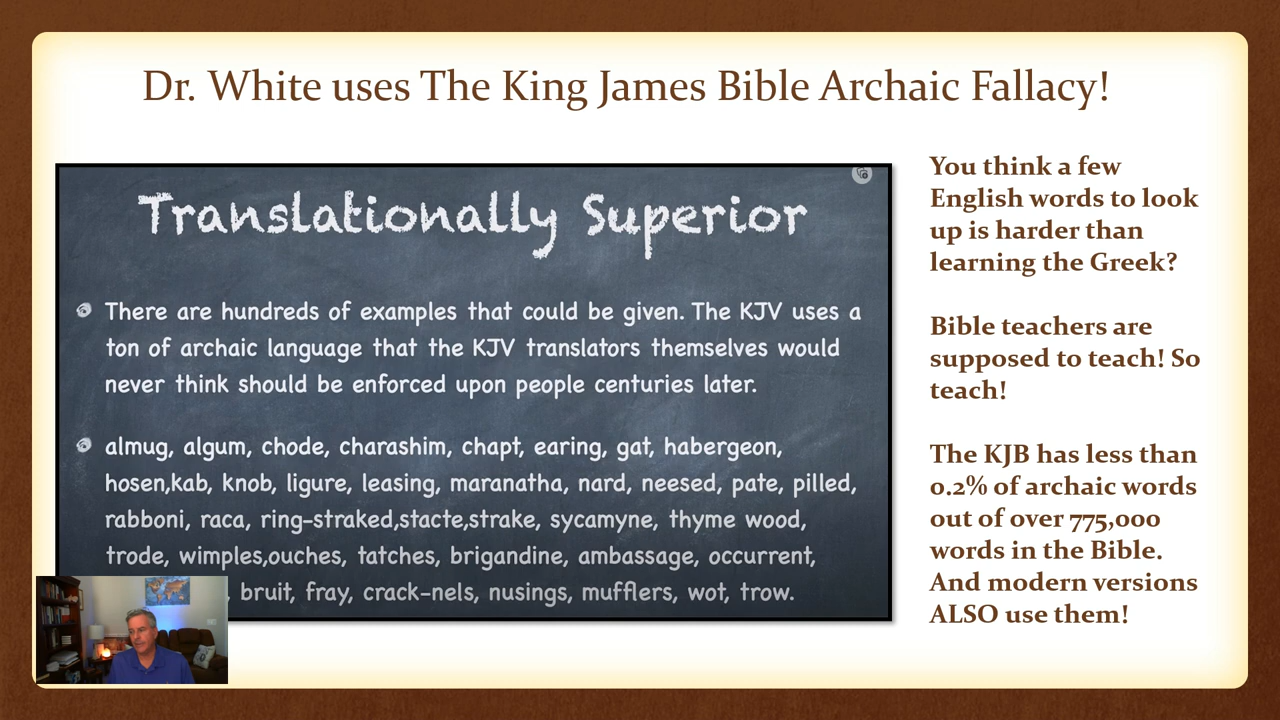 Dr. White uses The King James Bible Archaic Fallacy!
Translationally Superior
There are hundreds of examples that could be given. The KJV uses a
ton of archaic language that the KJV translators themselves would
never think should be enforced upon people centuries later.
almug, algum, chode, charashim, chapt, earing, gat, habergeon,
hosen,kab, knob, ligure, leasing, maranatha, nard, neesed, pate, pilled,
rabboni, raca, ring-straked,stacte,strake, sycamyne, thyme wood,
trode, wimples,ouches, tatches, brigandine, ambassage, occurrent,
, bruit, fray, crack-nels, nusings, mufflers, wot, trow.
You think a few
English words to look
up is harder than
learning the Greek?
Bible teachers are
supposed to teach! So
teach!
The KJB has less than
0.2% of archaic words
out of over 775,000
words in the Bible.
And modern versions
ALSO use them!